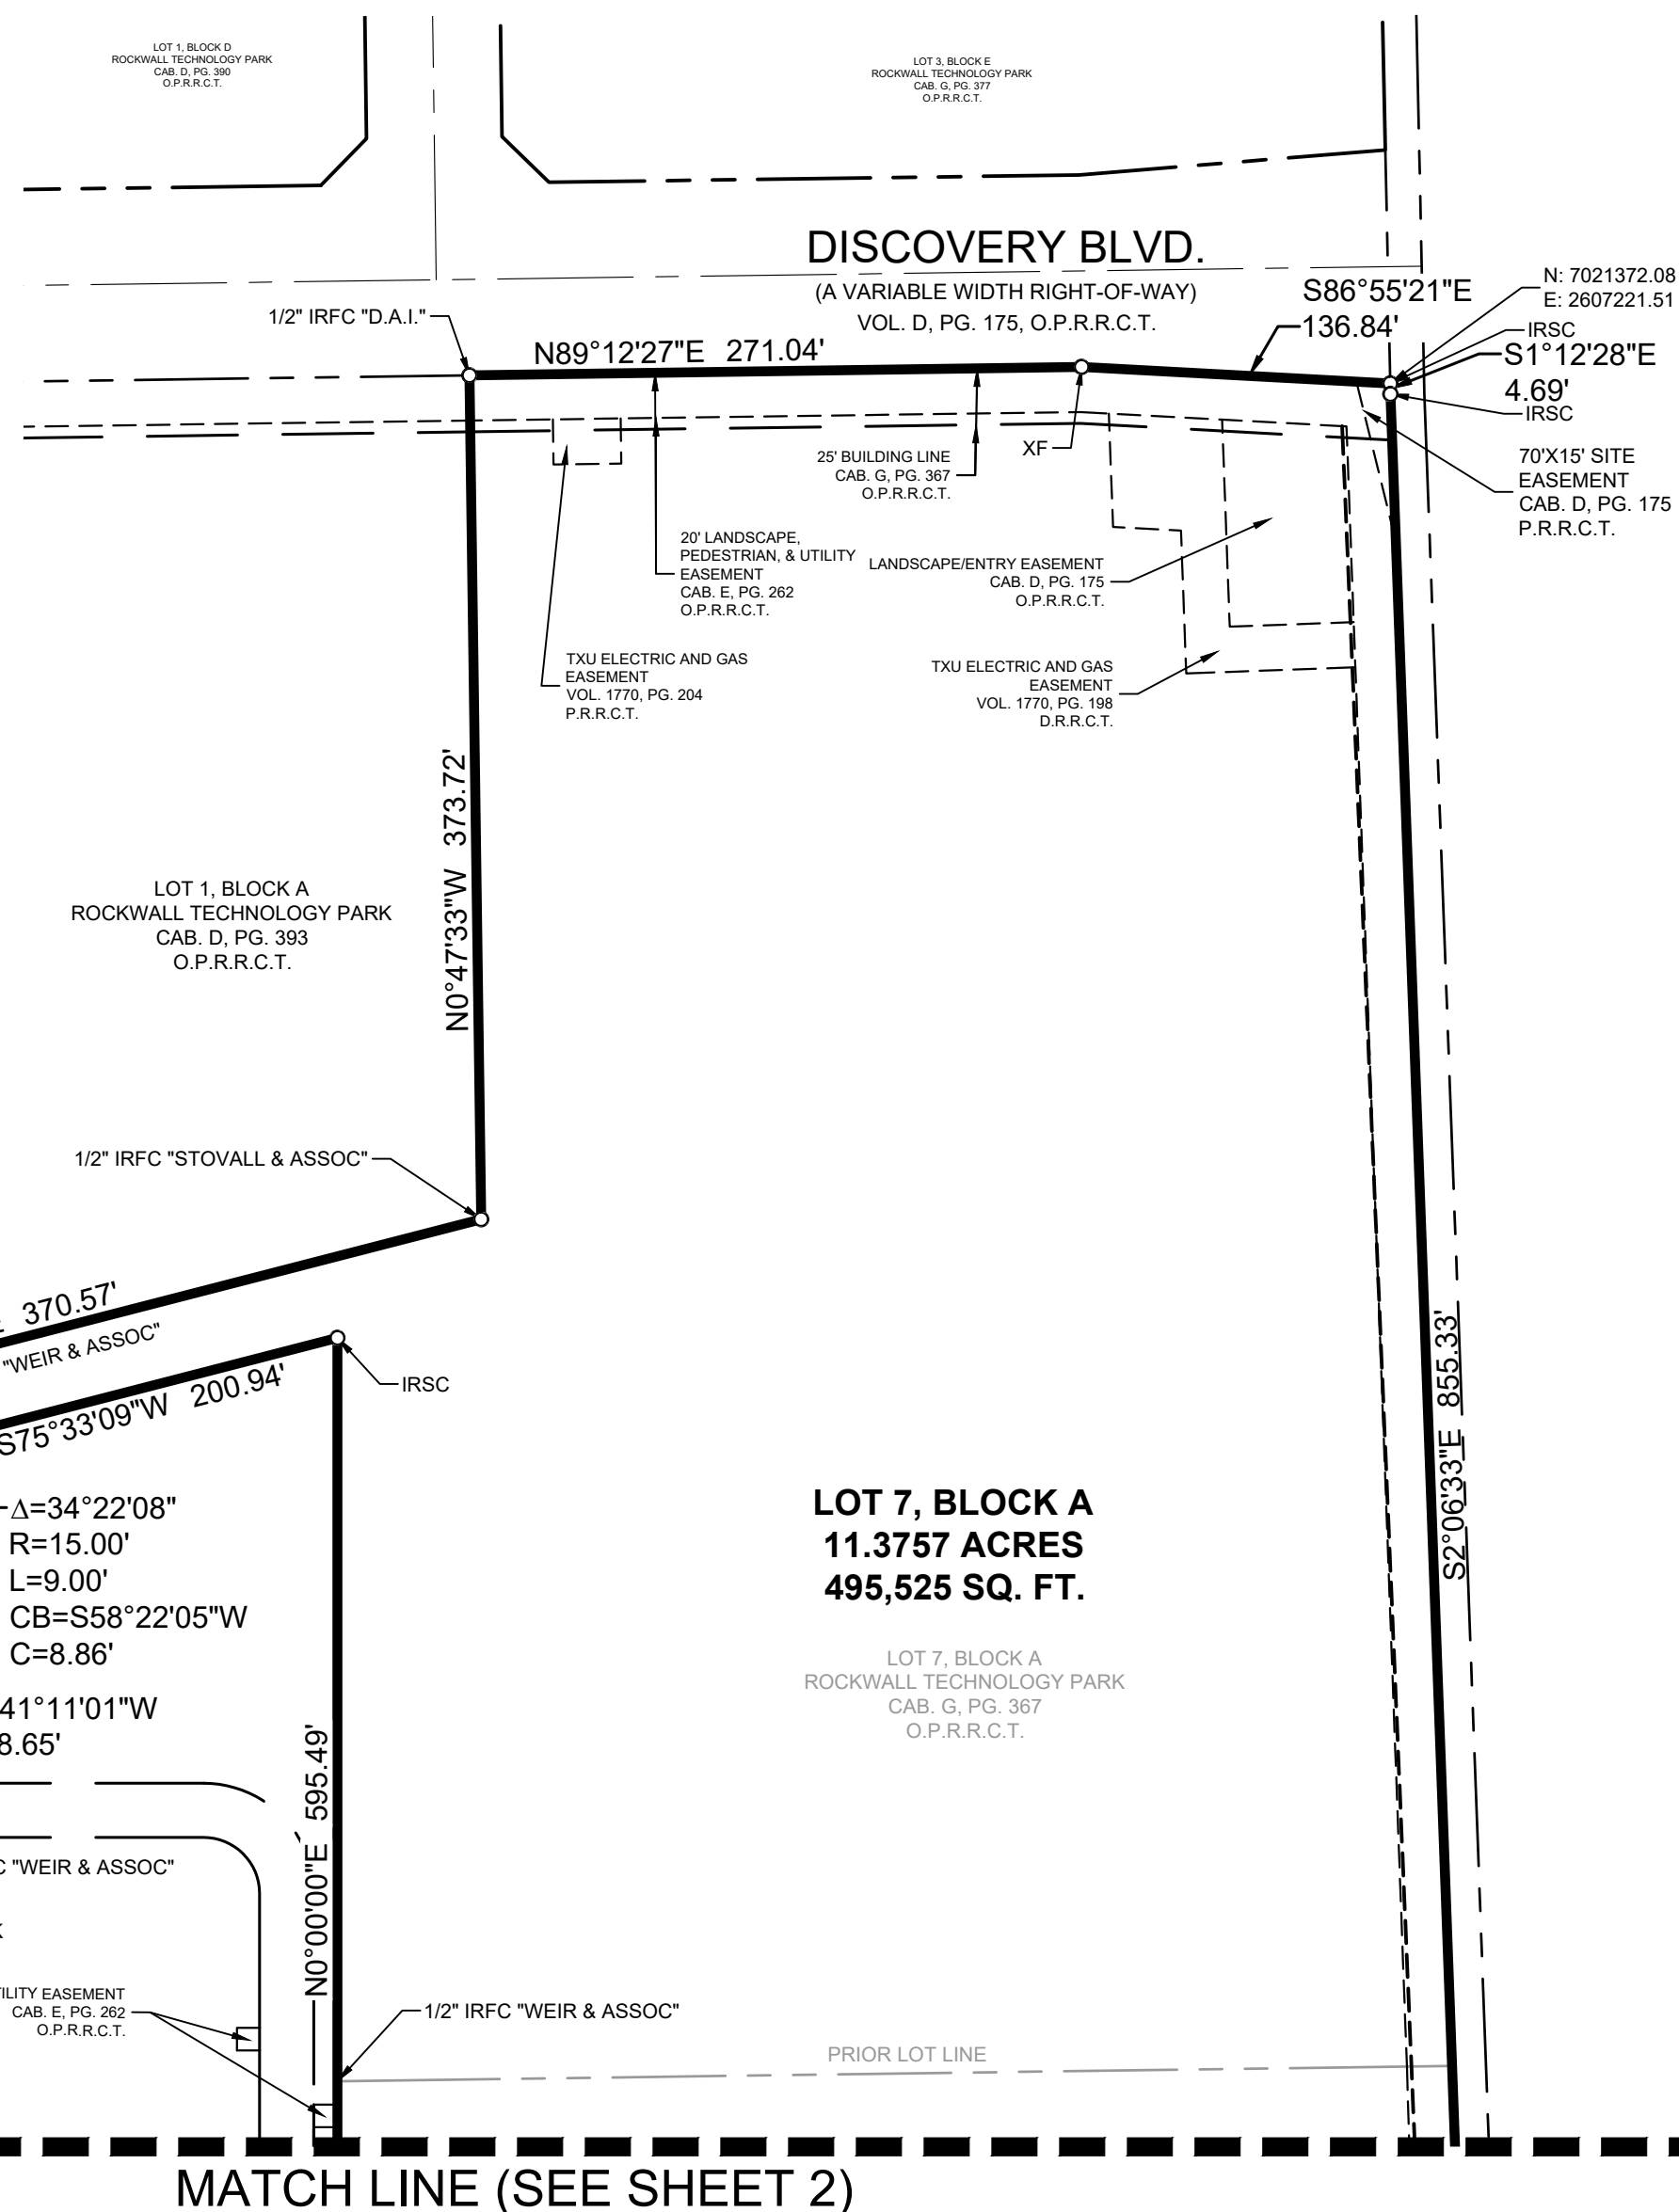 LOT 1, BLOCK D
ROCKWALL TECHNOLOGY PARK
CAB. D, PG. 390
O.P.R.R.C.T.
LOT 3, BLOCK E
ROCKWALL TECHNOLOGY PARK
CAB. G, PG. 377
O.P.R.R.C.T.
DISCOVERY BLVD.
(A VARIABLE WIDTH RIGHT-OF-WAY)
VOL. D, PG. 175, O.P.R.R.C.T.
S86°55'21"E
136.84'
N: 7021372.08
E: 2607221.51
IRSC
S1°12'28"E
4.69'
IRSC
1/2" IRFC "D.A.I."
N89°12'27"E 271.04'
XF
70'X15' SITE
EASEMENT
CAB. D, PG. 175
P.R.R.C.T.
25' BUILDING LINE
CAB. G, PG. 367
O.P.R.R.C.T.
20' LANDSCAPE,
PEDESTRIAN, & UTILITY
EASEMENT
CAB. E, PG. 262
O.P.R.R.C.T.
LANDSCAPE/ENTRY EASEMENT
CAB. D, PG. 175
O.P.R.R.C.T.
TXU ELECTRIC AND GAS
EASEMENT
VOL. 1770, PG. 204
P.R.R.C.T.
TXU ELECTRIC AND GAS
EASEMENT
VOL. 1770, PG. 198
D.R.R.C.T.
N0°47'33"W 373.72'
LOT 1, BLOCK A
ROCKWALL TECHNOLOGY PARK
CAB. D, PG. 393
O.P.R.R.C.T.
1/2" IRFC "STOVALL & ASSOC"
370.57'
"WEIR & ASSOC"
S75°33'09"W 200.94'
IRSC
S2°06'33"E 855.33'
Δ=34°22'08"
R=15.00'
L=9.00'
CB=S58°22'05"W
C=8.86'
41°11'01"W
8.65'
LOT 7, BLOCK A
11.3757 ACRES
495,525 SQ. FT.
LOT 7, BLOCK A
ROCKWALL TECHNOLOGY PARK
CAB. G, PG. 367
O.P.R.R.C.T.
N0°00'00"E 595.49'
"WEIR & ASSOC"
EASEMENT
CAB. E, PG. 262
O.P.R.R.C.T.
1/2" IRFC "WEIR & ASSOC"
PRIOR LOT LINE
MATCH LINE (SEE SHEET 2)